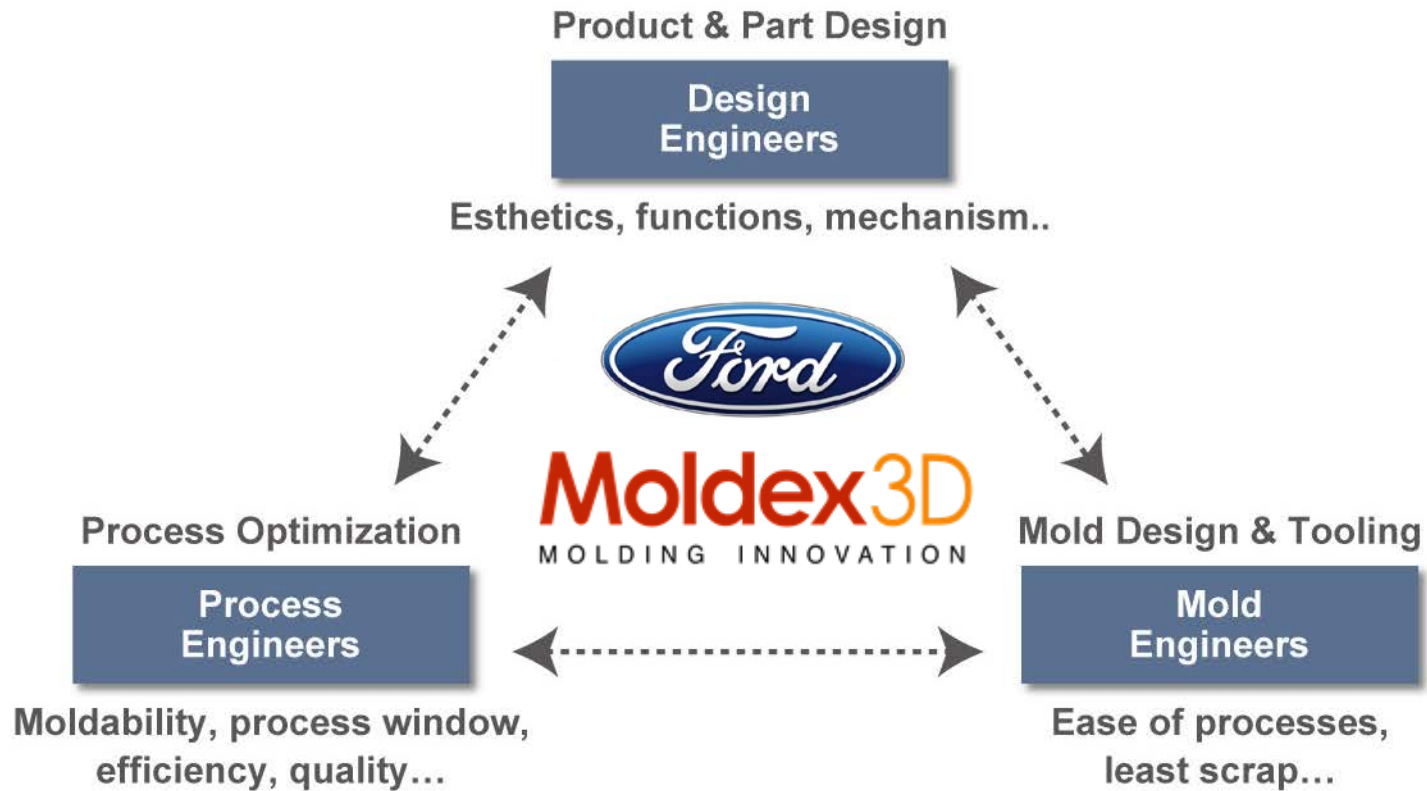 Product & Part Design
Design
Engineers
Esthetics, functions, mechanism..
Ford
Moldex3D
MOLDING INNOVATION
Process Optimization
Process
Engineers
Moldability, process window,
efficiency, quality...
Mold Design & Tooling
Mold
Engineers
Ease of processes,
least scrap...